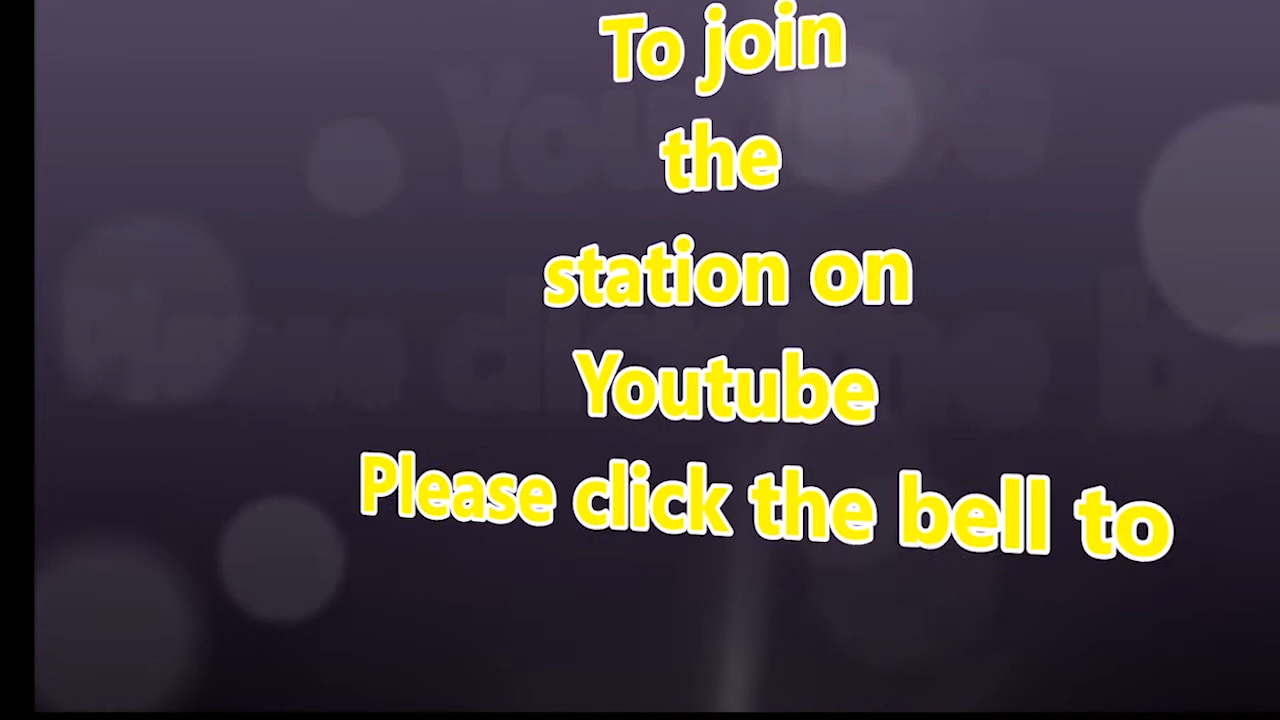 To join
the
station on
Youtube
Please click the bell to